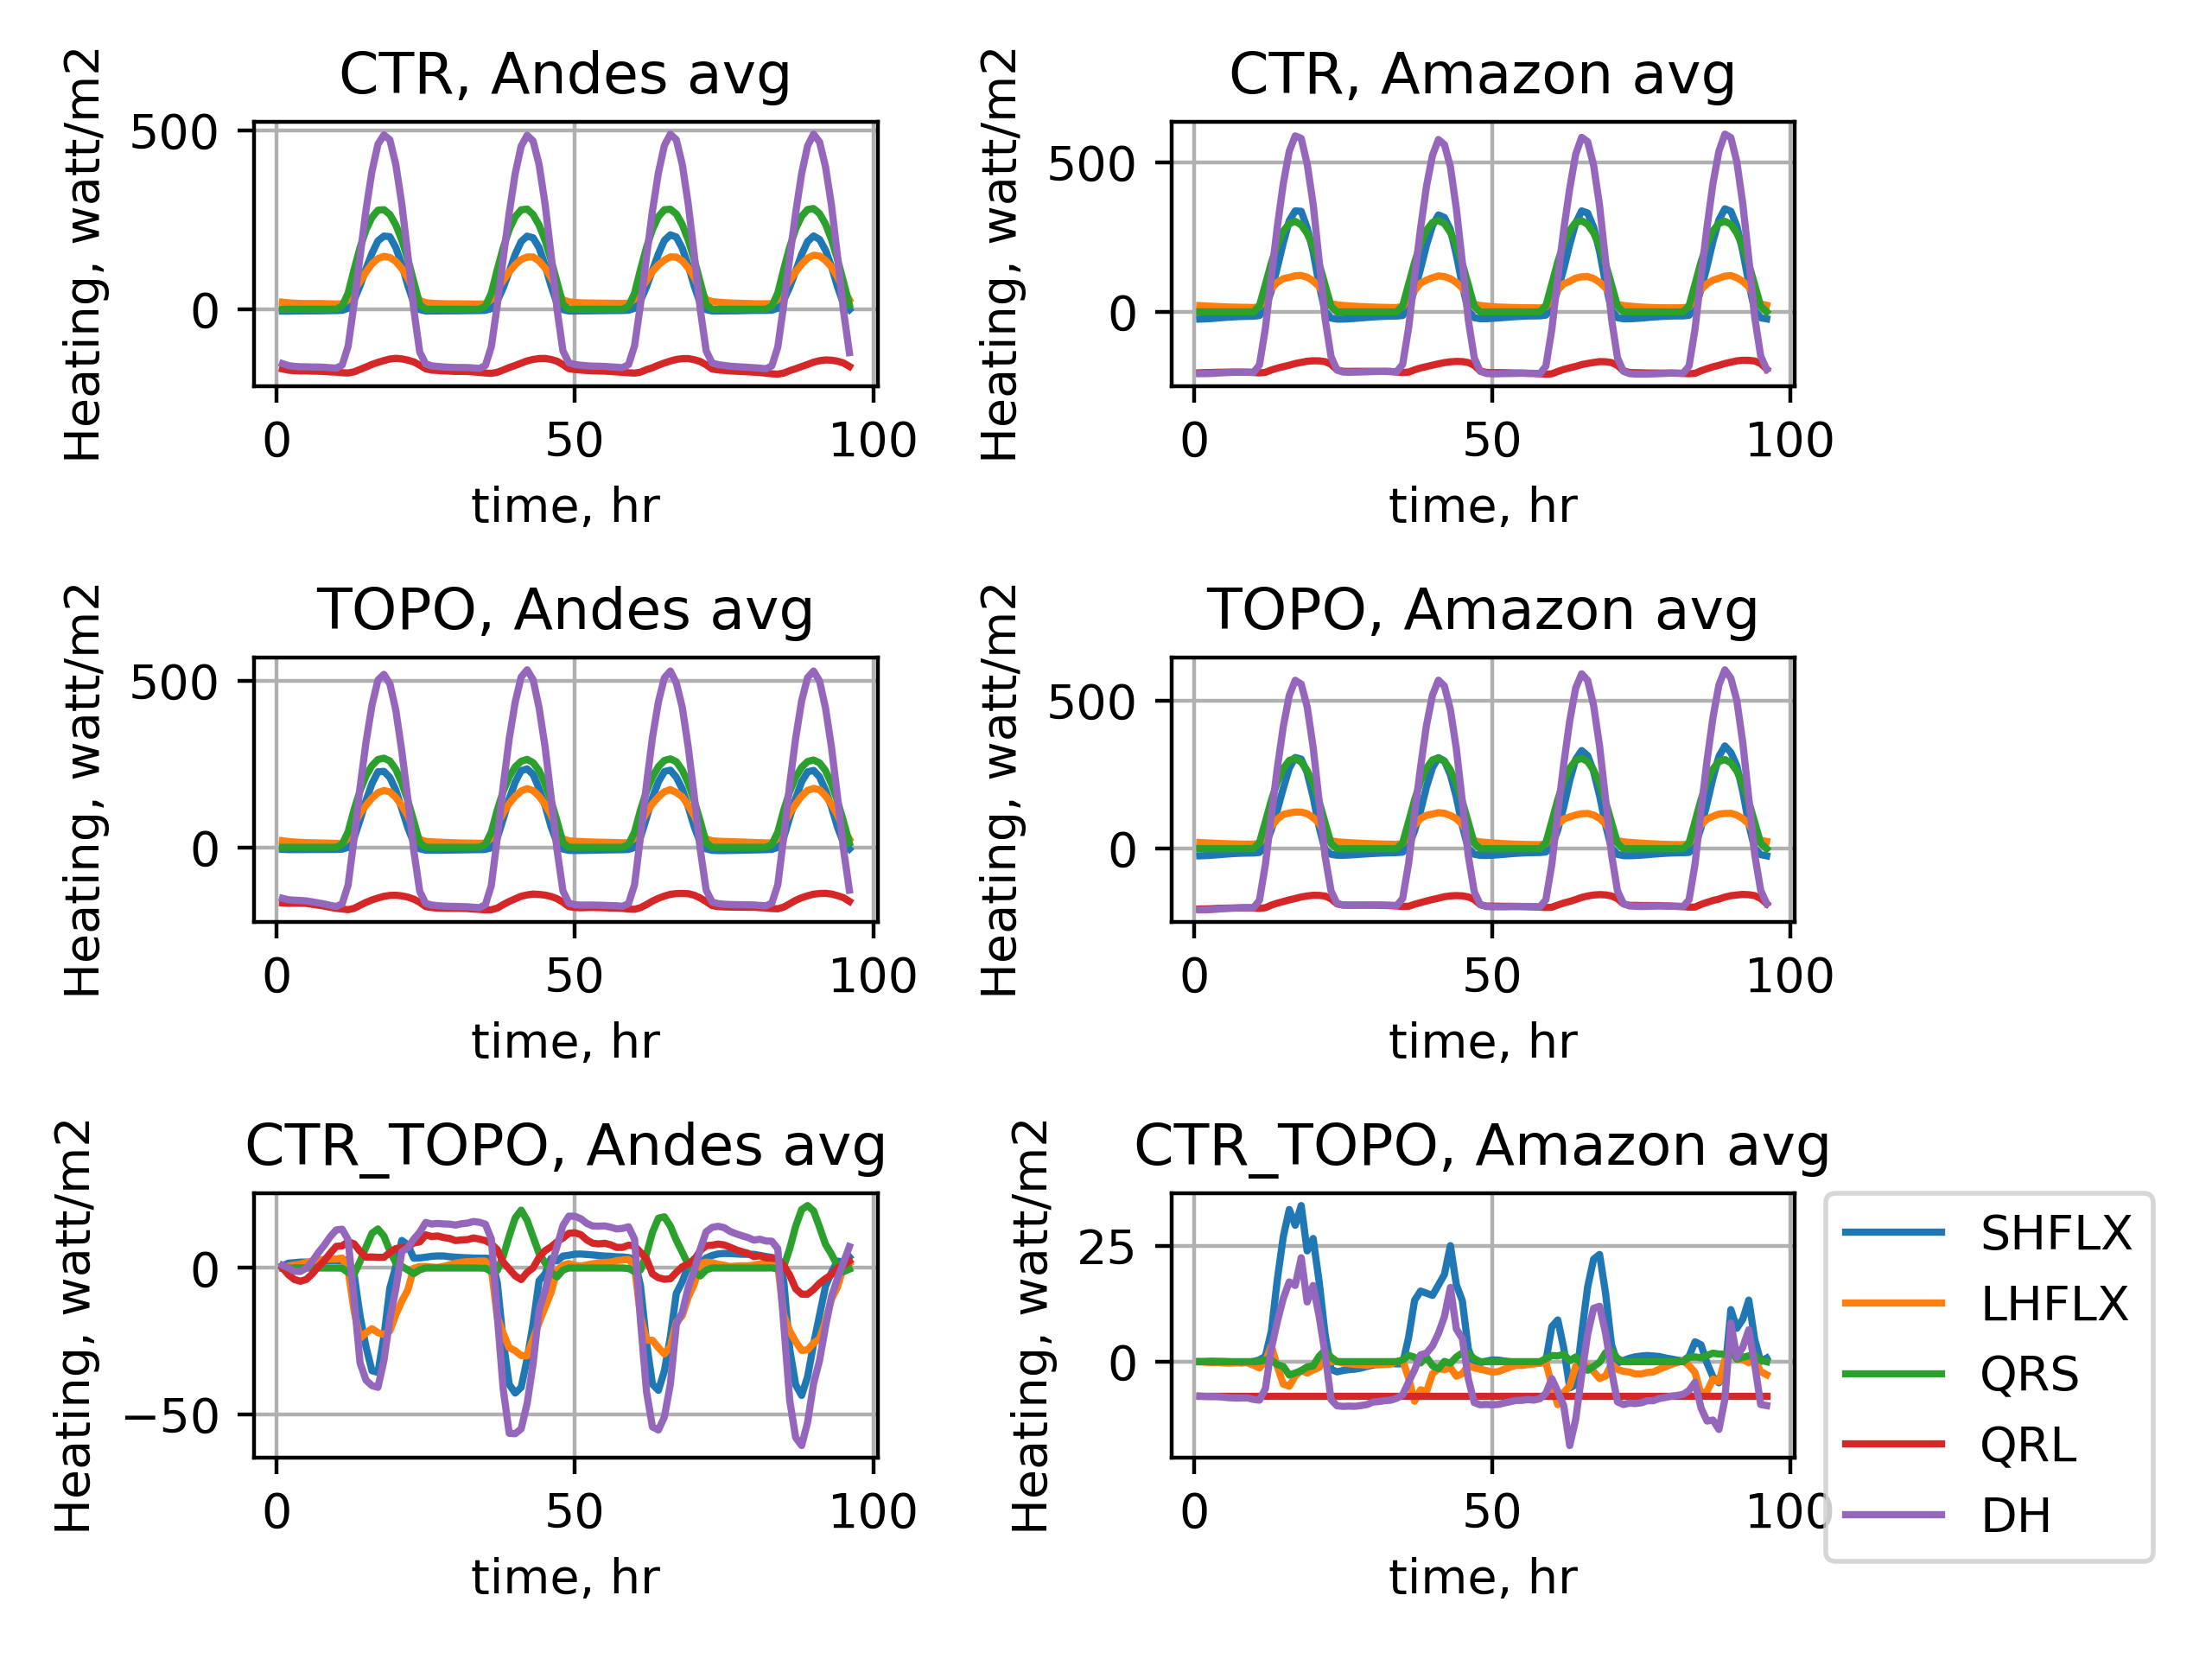 CTR, Andes avg
Heating, watt/m2
500
0
0 50 100
time, hr
CTR, Amazon avg
Heating, watt/m2
500
0
0 50 100
time, hr
TOPO, Andes avg
Heating, watt/m2
500
0
0 50 100
time, hr
TOPO, Amazon avg
Heating, watt/m2
500
0
0 50 100
time, hr
CTR_TOPO, Andes avg
Heating, watt/m2
0
−50
0 50 100
time, hr
CTR_TOPO, Amazon avg
Heating, watt/m2
25
0
0 50 100
time, hr
SHFLX
LHFLX
QRS
QRL
DH